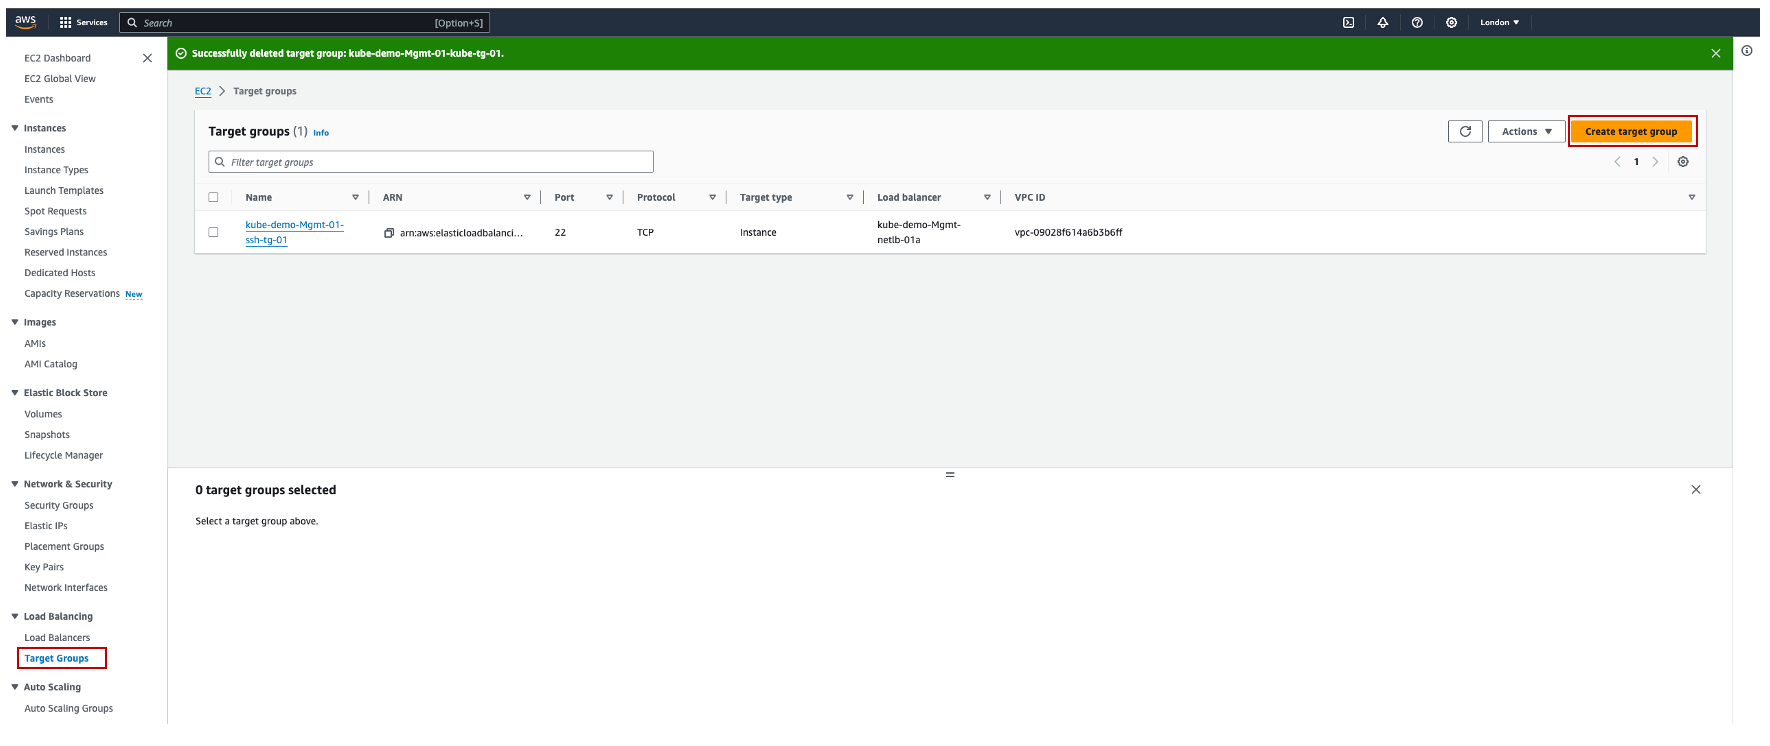 aws
Services
Search
[Option+S]
London
EC2 Dashboard
EC2 Global View
Events
Instances
Instances
Instance Types
Launch Templates
Spot Requests
Savings Plans
Reserved Instances
Dedicated Hosts
Capacity Reservations New
Images
AMIs
AMI Catalog
Elastic Block Store
Volumes
Snapshots
Lifecycle Manager
Network & Security
Security Groups
Elastic IPs
Placement Groups
Key Pairs
Network Interfaces
Load Balancing
Load Balancers
Target Groups
Auto Scaling
Auto Scaling Groups
Successfully deleted target group: kube-demo-Mgmt-01-kube-tg-01.
EC2 > Target groups
Target groups (1) Info
Actions
Create target group
Filter target groups
1
Name ARN Port Protocol Target type Load balancer VPC ID
kube-demo-Mgmt-01-
ssh-tg-01
arn:aws:elasticloadbalanci...
22
TCP
Instance
kube-demo-Mgmt-
netlb-01a
vpc-09028f614a6b3b6ff
0 target groups selected
Select a target group above.